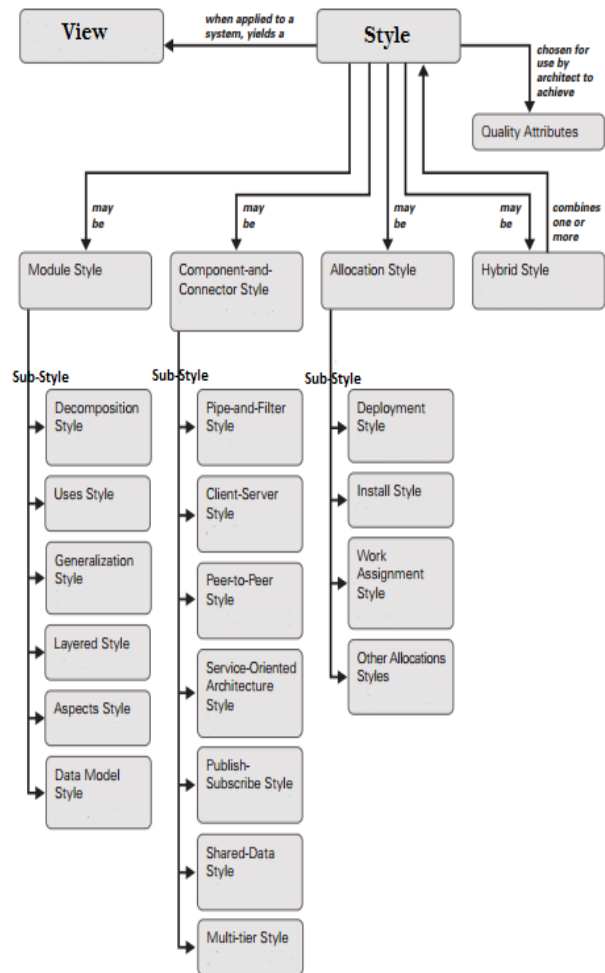 View
when applied to a
system, yields a
Style
chosen for
use by
architect to
achieve
Quality Attributes
may
be
may
be
may
be
may
be
combines
one or
more
Module Style
Component-and-
Connector Style
Allocation Style
Hybrid Style
Sub-Style
Sub-Style
Sub-Style
Decomposition
Style
Uses Style
Generalization
Style
Layered Style
Aspects Style
Data Model
Style
Pipe-and-Filter
Style
Client-Server
Style
Peer-to-Peer
Style
Service-Oriented
Architecture
Style
Publish-
Subscribe Style
Shared-Data
Style
Multi-tier Style
Deployment
Style
Install Style
Work
Assignment
Style
Other Allocations
Styles